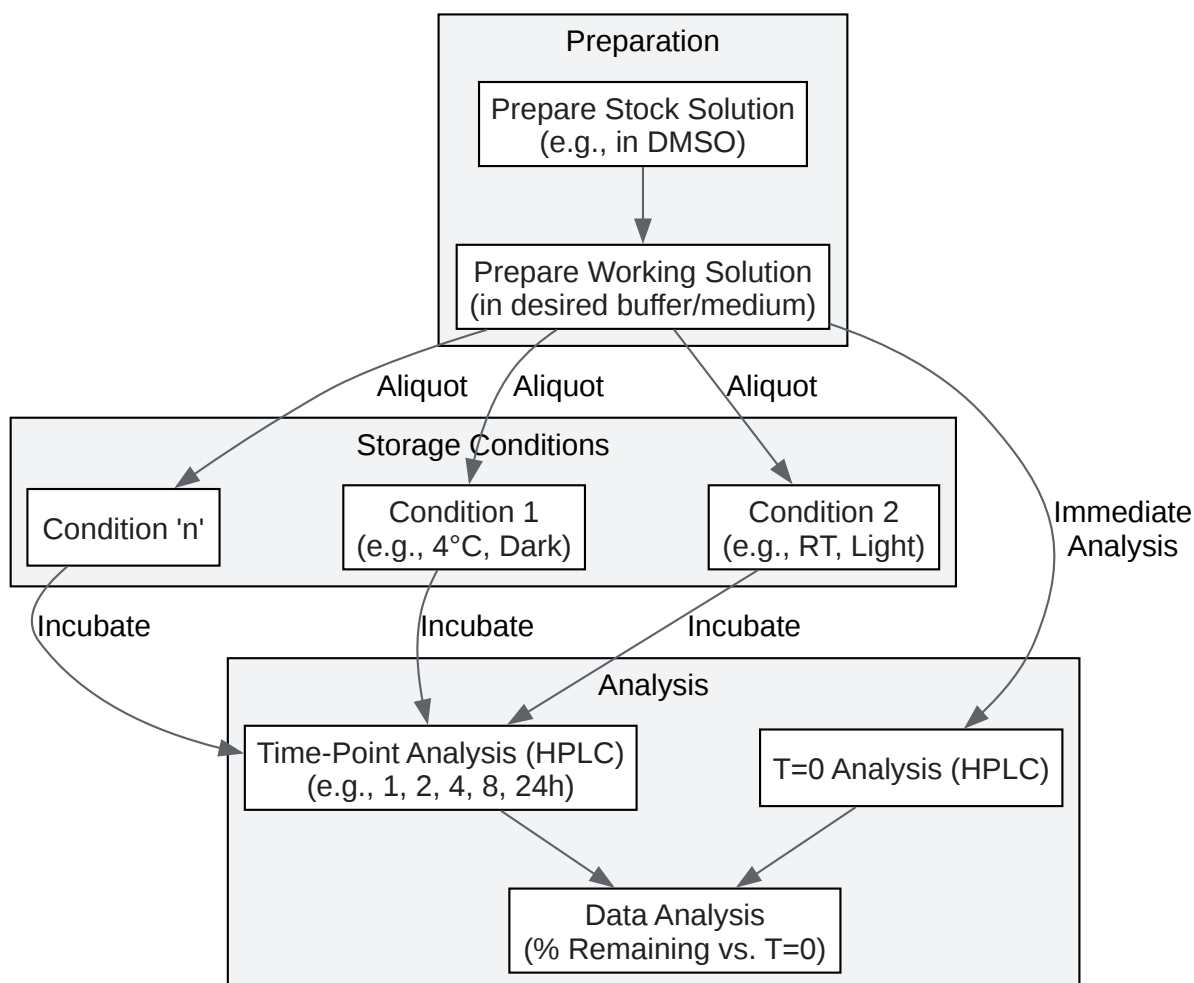 Preparation
Prepare Stock Solution
(e.g., in DMSO)
Prepare Working Solution
(in desired buffer/medium)
Aliquot
Aliquot
Aliquot
Storage Conditions
Condition 'n'
Condition 1
(e.g., 4°C, Dark)
Condition 2
(e.g., RT, Light)
Immediate
Analysis
Incubate
Incubate
Incubate
Analysis
Time-Point Analysis (HPLC)
(e.g., 1, 2, 4, 8, 24h)
T=0 Analysis (HPLC)
Data Analysis
(% Remaining vs. T=0)